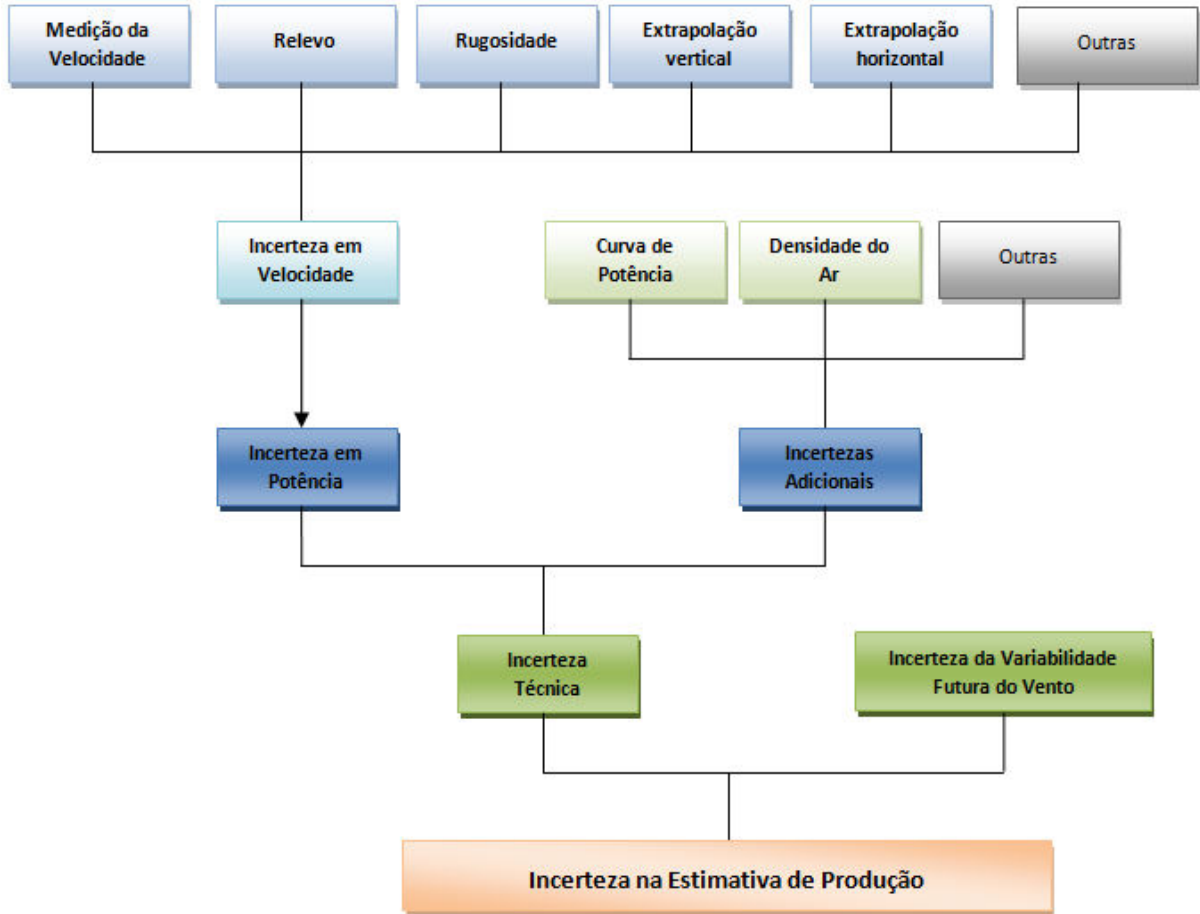 Medição da
Velocidade
Relevo
Rugosidade
Extrapolação
vertical
Extrapolação
horizontal
Outras
Incerteza em
Velocidade
Curva de
Potência
Densidade do
Ar
Outras
Incerteza em
Potência
Incertezas
Adicionais
Incerteza
Técnica
Incerteza da Variabilidade
Futura do Vento
Incerteza na Estimativa de Produção